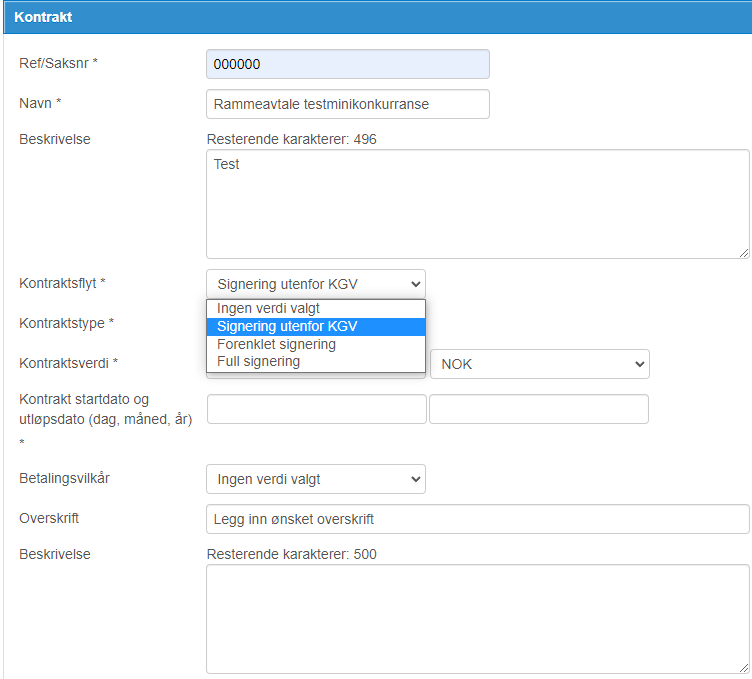 Kontrakt
Ref/Saksnr *
000000
Navn *
Rammeavtale testminikonkurranse
Beskrivelse
Resterende karakterer: 496
Test
Kontraktsflyt *
Signering utenfor KGV
Ingen verdi valgt
Signering utenfor KGV
Forenklet signering
Full signering
Kontraktstype *
Kontraktsverdi *
NOK
Kontrakt startdato og
utløpsdato (dag, måned, år)
*
Betalingsvilkår
Ingen verdi valgt
Overskrift
Legg inn ønsket overskrift
Beskrivelse
Resterende karakterer: 500